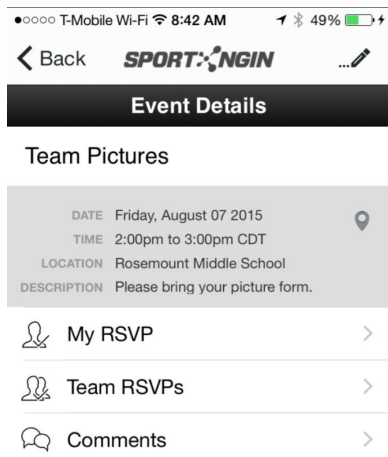 T-Mobile Wi-Fi 8:42 AM 49%
Back SPORT NGIN ...
Event Details
Team Pictures
DATE Friday, August 07 2015
TIME 2:00pm to 3:00pm CDT
LOCATION Rosemount Middle School
DESCRIPTION Please bring your picture form.
My RSVP
Team RSVPs
Comments